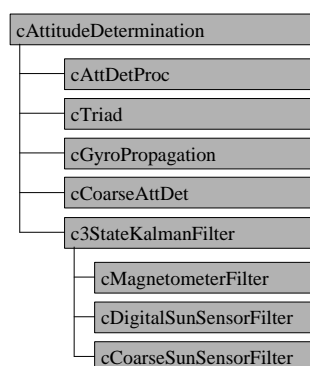 cAttitudeDetermination
cAttDetProc
cTriad
cGyroPropagation
cCoarseAttDet
c3StateKalmanFilter
cMagnetometerFilter
cDigitalSunSensorFilter
cCoarseSunSensorFilter